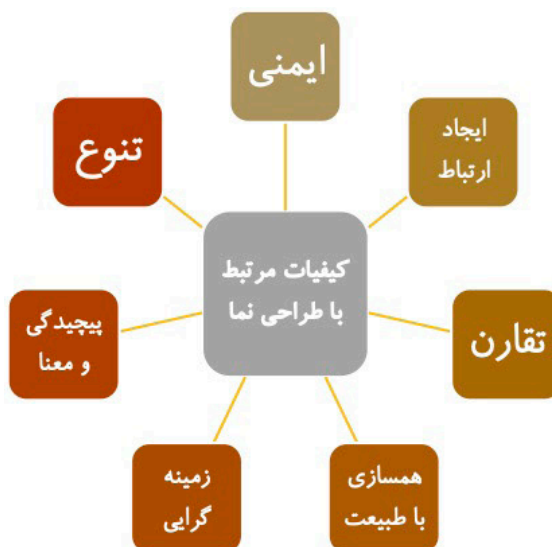 ایمنی
ایجاد
ارتباط
تقارن
همسازی
با طبیعت
زمینه
گرایی
پیچیدگی
و معنا
تنوع
کیفیات مرتبط
با طراحی نما